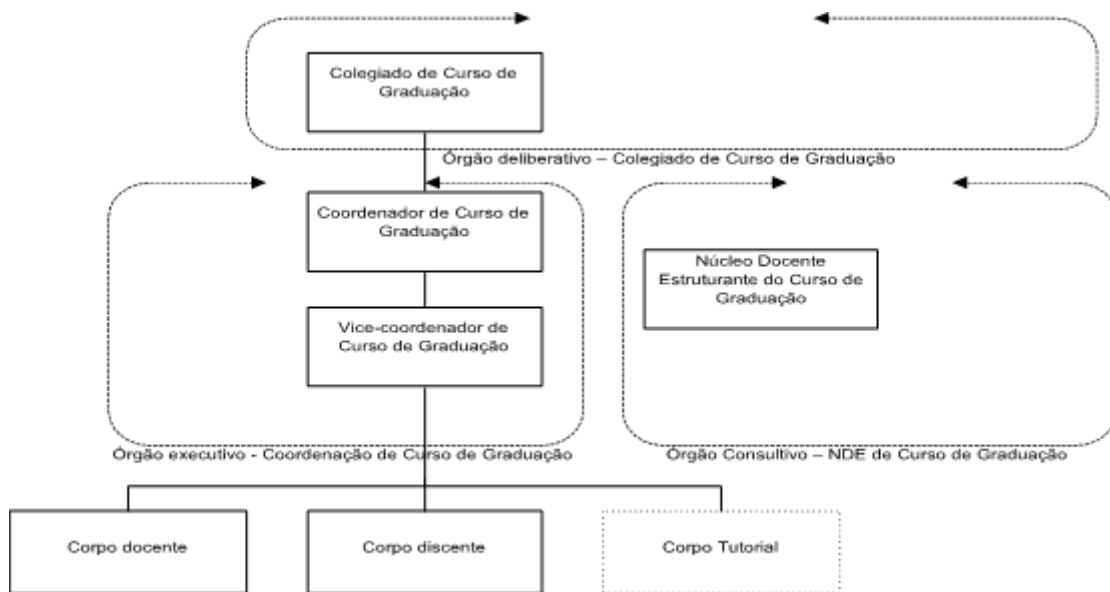 Colegiado de Curso de
Graduação
Órgão deliberativo – Colegiado de Curso de Graduação
Coordenador de Curso de
Graduação
Vice-coordenador de
Curso de Graduação
Órgão executivo - Coordenação de Curso de Graduação
Núcleo Docente
Estruturante do Curso de
Graduação
Órgão Consultivo – NDE de Curso de Graduação
Corpo docente
Corpo discente
Corpo Tutorial